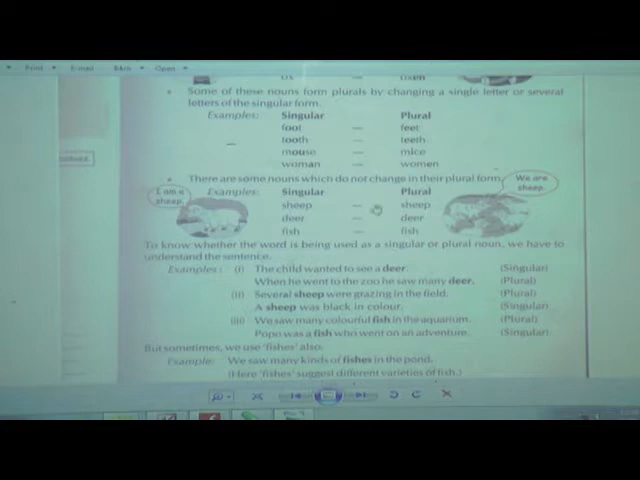 Print E-mail Burn Open
ox oxen
• Some of these nouns form plurals by changing a single letter or several
letters of the singular form.
Examples: Singular Plural
foot — feet
tooth — teeth
mouse — mice
woman — women
• There are some nouns which do not change in their plural form.
I am a
sheep.
We are
sheep.
Examples: Singular Plural
sheep — sheep
deer — deer
fish — fish
To know whether the word is being used as a singular or plural noun, we have to
understand the sentence.
Examples : (i) The child wanted to see a deer. (Singular)
When he went to the zoo he saw many deer. (Plural)
(ii) Several sheep were grazing in the field. (Plural)
A sheep was black in colour. (Singular)
(iii) We saw many colourful fish in the aquarium. (Plural)
Popo was a fish who went on an adventure. (Singular)
But sometimes, we use 'fishes' also:
Example: We saw many kinds of fishes in the pond.
(Here 'fishes' suggest different varieties of fish.)